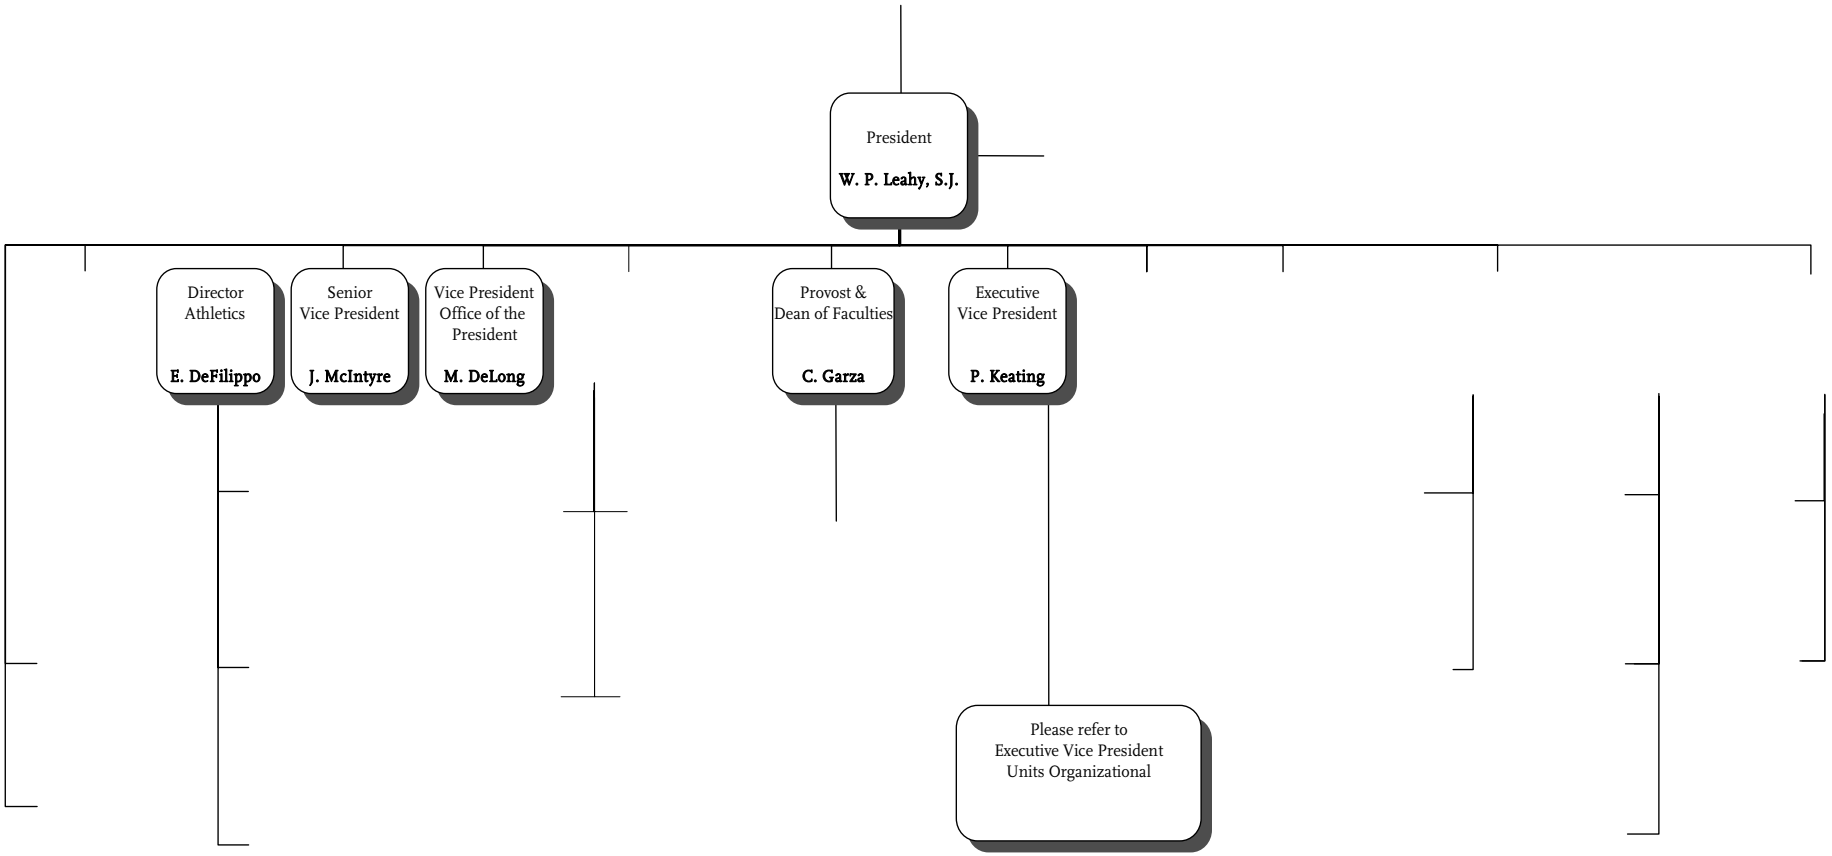 President
W. P. Leahy, S.J.
Director
Athletics
E. DeFilippo
Senior
Vice President
J. McIntyre
Vice President
Office of the
President
M. DeLong
Provost &
Dean of Faculties
C. Garza
Executive
Vice President
P. Keating
Please refer to
Executive Vice President
Units Organizational